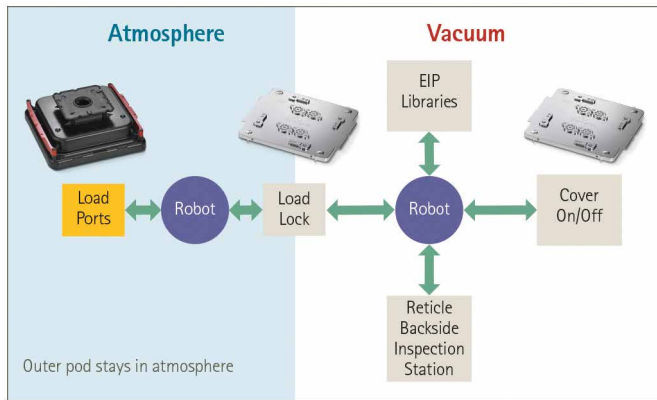 Atmosphere
Vacuum
EIP
Libraries
Load
Ports
Robot
Load
Lock
Robot
Cover
On/Off
Reticle
Backside
Inspection
Station
Outer pod stays in atmosphere